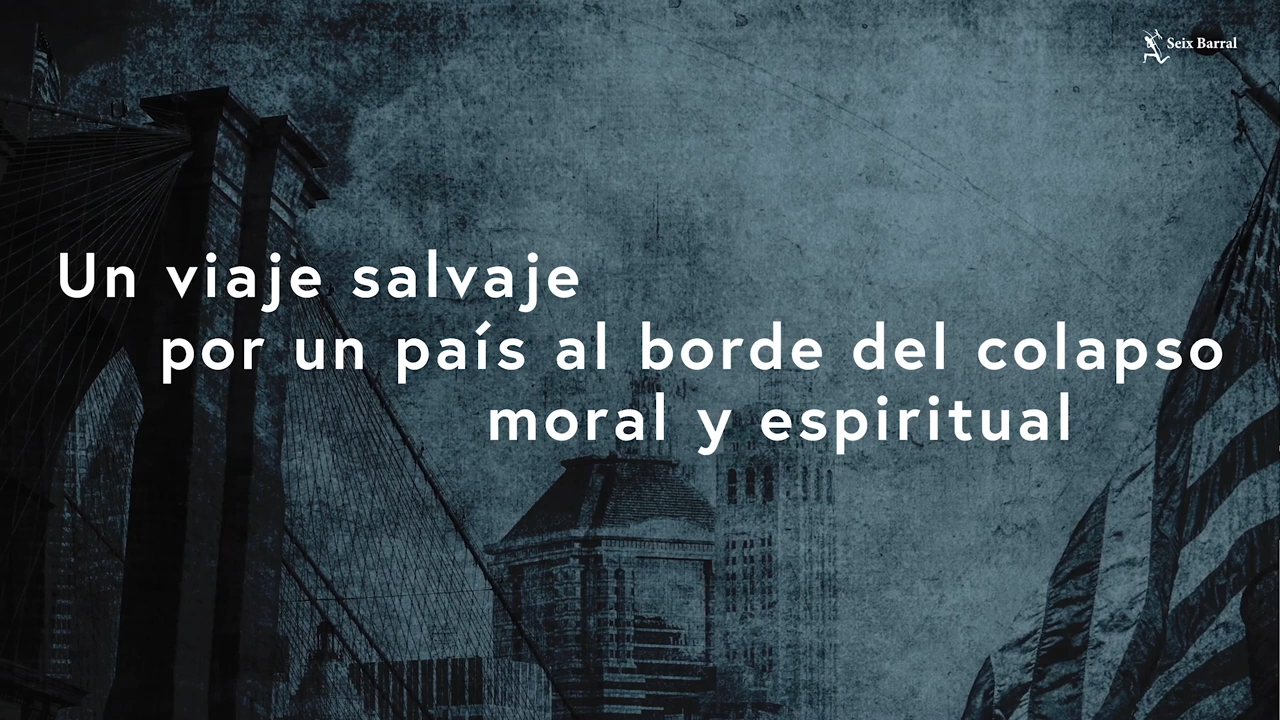 Seix Barral
Un viaje salvaje
por un país al borde del colapso
moral y espiritual